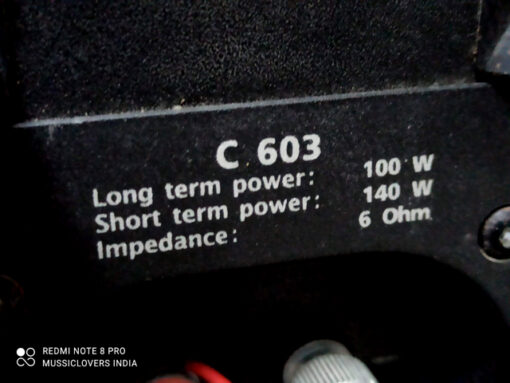 C 603
Long term power: 100 W
Short term power: 140 W
Impedance: 6 Ohm
REDMI NOTE 8 PRO
MUSSICLOVERS INDIA